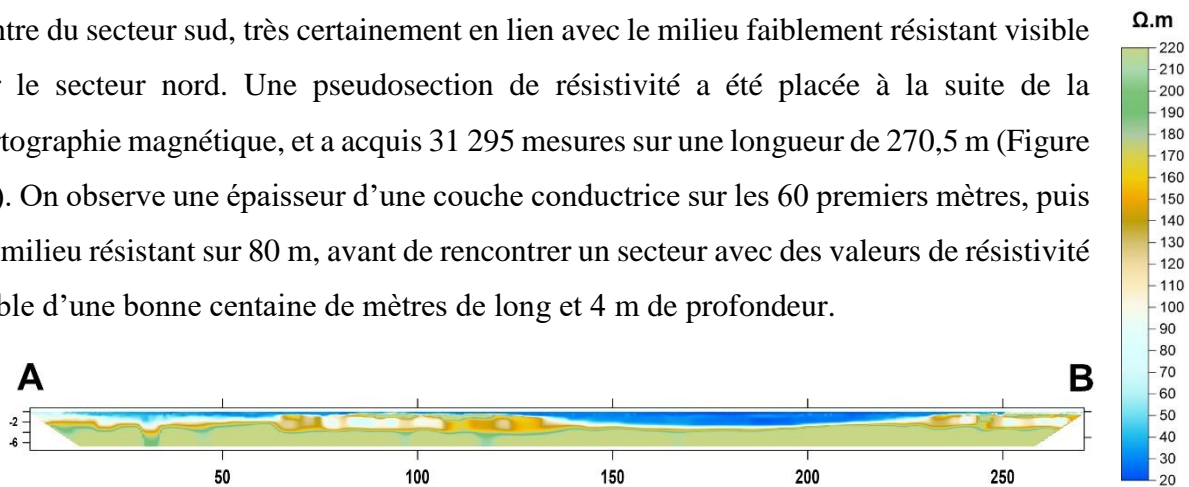 ntre du secteur sud, très certainement en lien avec le milieu faiblement résistant visible
le secteur nord. Une pseudosection de résistivité a été placée à la suite de la
rtographie magnétique, et a acquis 31 295 mesures sur une longueur de 270,5 m (Figure
). On observe une épaisseur d’une couche conductrice sur les 60 premiers mètres, puis
milieu résistant sur 80 m, avant de rencontrer un secteur avec des valeurs de résistivité
ble d’une bonne centaine de mètres de long et 4 m de profondeur.
Ω.m
220
210
200
190
180
170
160
150
140
130
120
110
100
90
80
70
60
50
40
30
20
A B
-2
-6
50 100 150 200 250